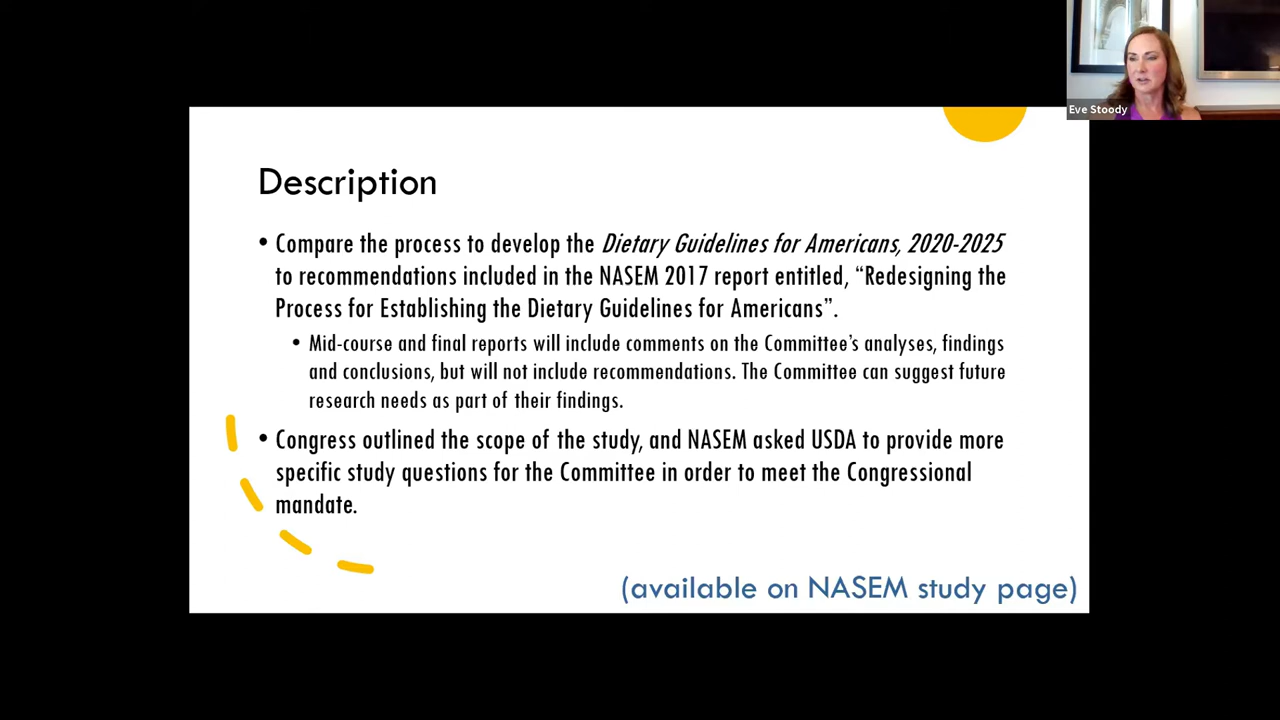 Eve Stoody
Description
• Compare the process to develop the Dietary Guidelines for Americans, 2020-2025
to recommendations included in the NASEM 2017 report entitled, “Redesigning the
Process for Establishing the Dietary Guidelines for Americans”.
• Mid-course and final reports will include comments on the Committee’s analyses, findings
and conclusions, but will not include recommendations. The Committee can suggest future
research needs as part of their findings.
• Congress outlined the scope of the study, and NASEM asked USDA to provide more
specific study questions for the Committee in order to meet the Congressional
mandate.
(available on NASEM study page)